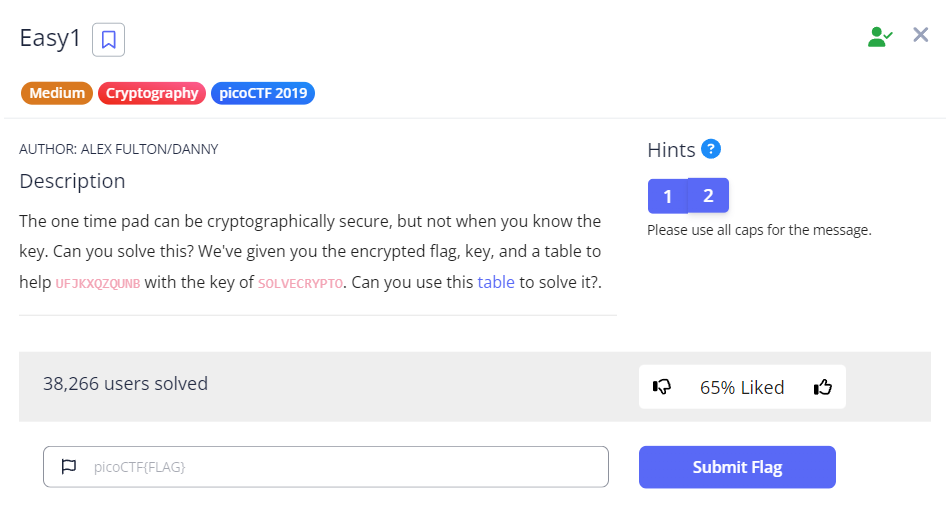 Easy1
Medium Cryptography picoCTF 2019
AUTHOR: ALEX FULTON/DANNY
Description
The one time pad can be cryptographically secure, but not when you know the
key. Can you solve this? We've given you the encrypted flag, key, and a table to
help UFJKXQZQUNB with the key of SOLVECRYPTO. Can you use this table to solve it?.
Hints ?
1 2
Please use all caps for the message.
38,266 users solved
65% Liked
picoCTF{FLAG}
Submit Flag